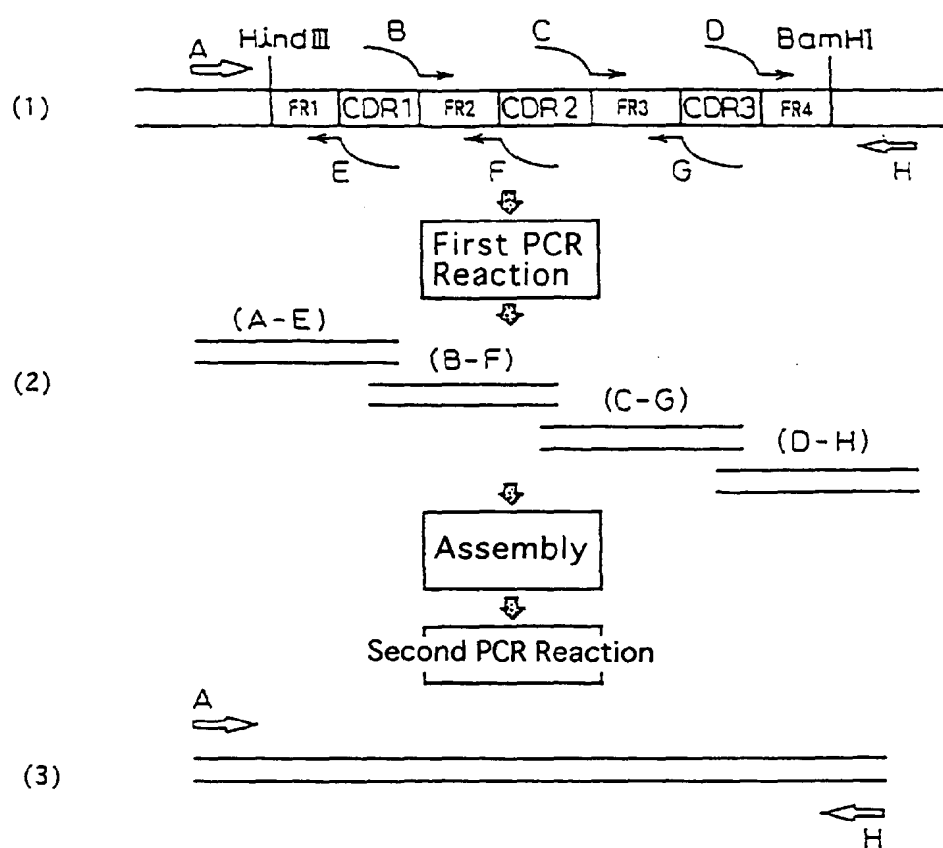 A HindIII B C D BamHI
(1) FR1 CDR1 FR2 CDR2 FR3 CDR3 FR4
E F G H
First PCR
Reaction
(A-E)
(B-F)
(2)
(C-G)
(D-H)
Assembly
Second PCR Reaction
A
(3)
H